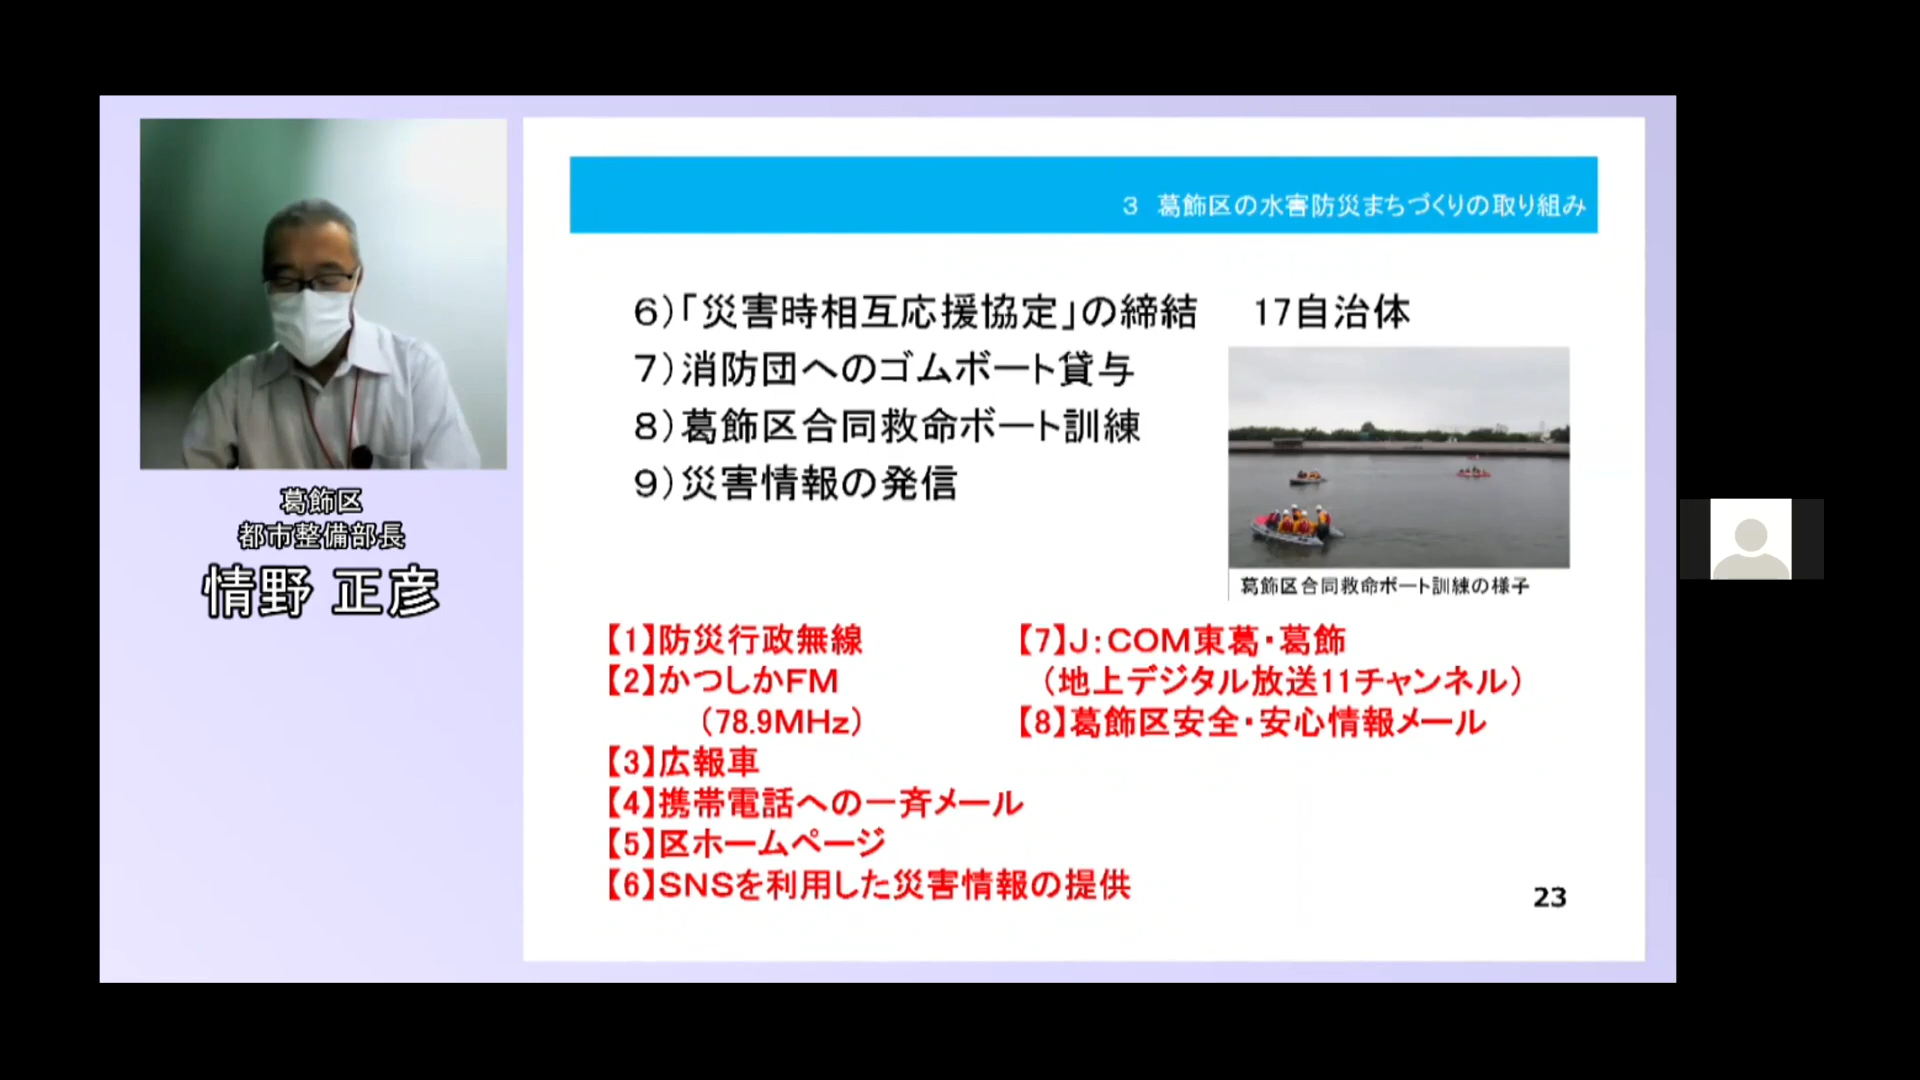 葛飾区
都市整備部長
情野 正彦
3 葛飾区の水害防災まちづくりの取り組み
6)「災害時相互応援協定」の締結 17自治体
7)消防団へのゴムボート貸与
8)葛飾区合同救命ボート訓練
9)災害情報の発信
葛飾区合同救命ボート訓練の様子
【1】防災行政無線
【2】かつしかFM
(78.9MHz)
【3】広報車
【4】携帯電話への一斉メール
【5】区ホームページ
【6】SNSを利用した災害情報の提供
【7】J:COM東葛・葛飾
(地上デジタル放送11チャンネル)
【8】葛飾区安全・安心情報メール
23